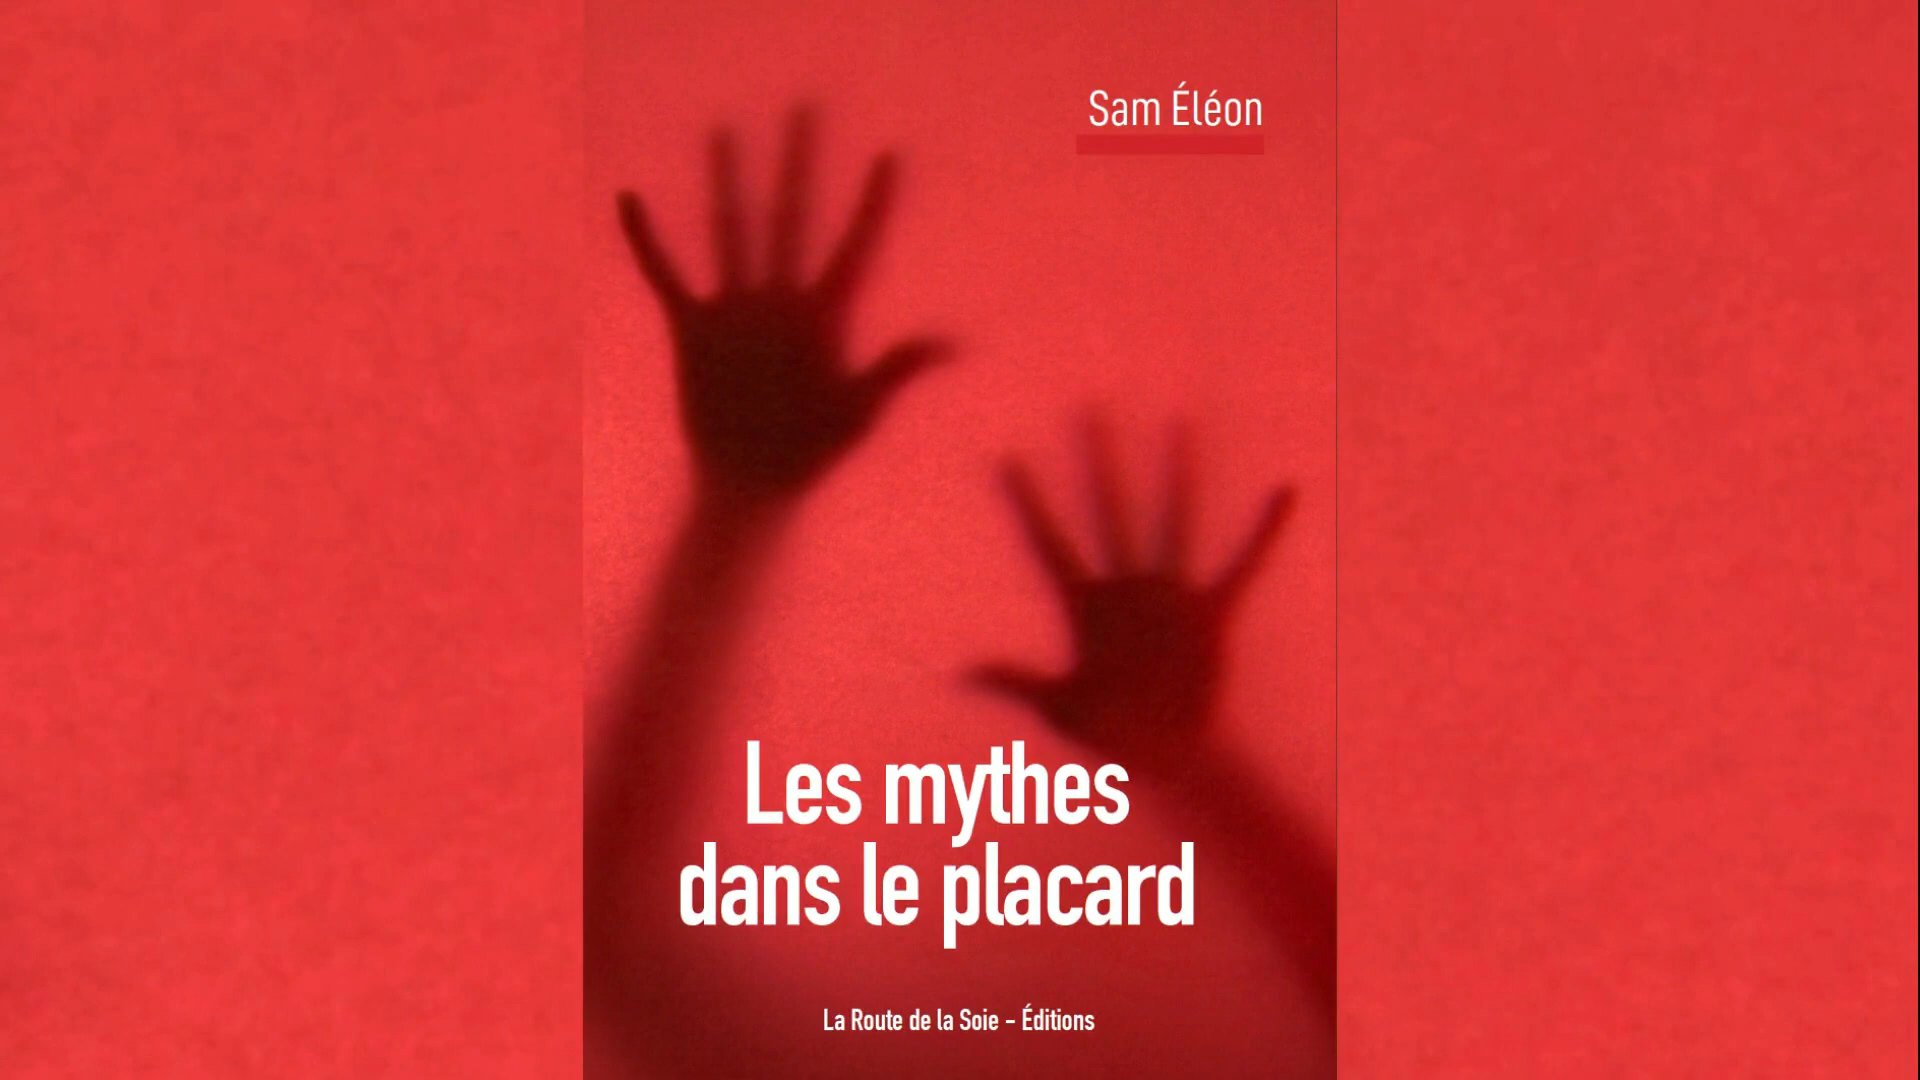 Sam Éléon
Les mythes
dans le placard
La Route de la Soie - Éditions